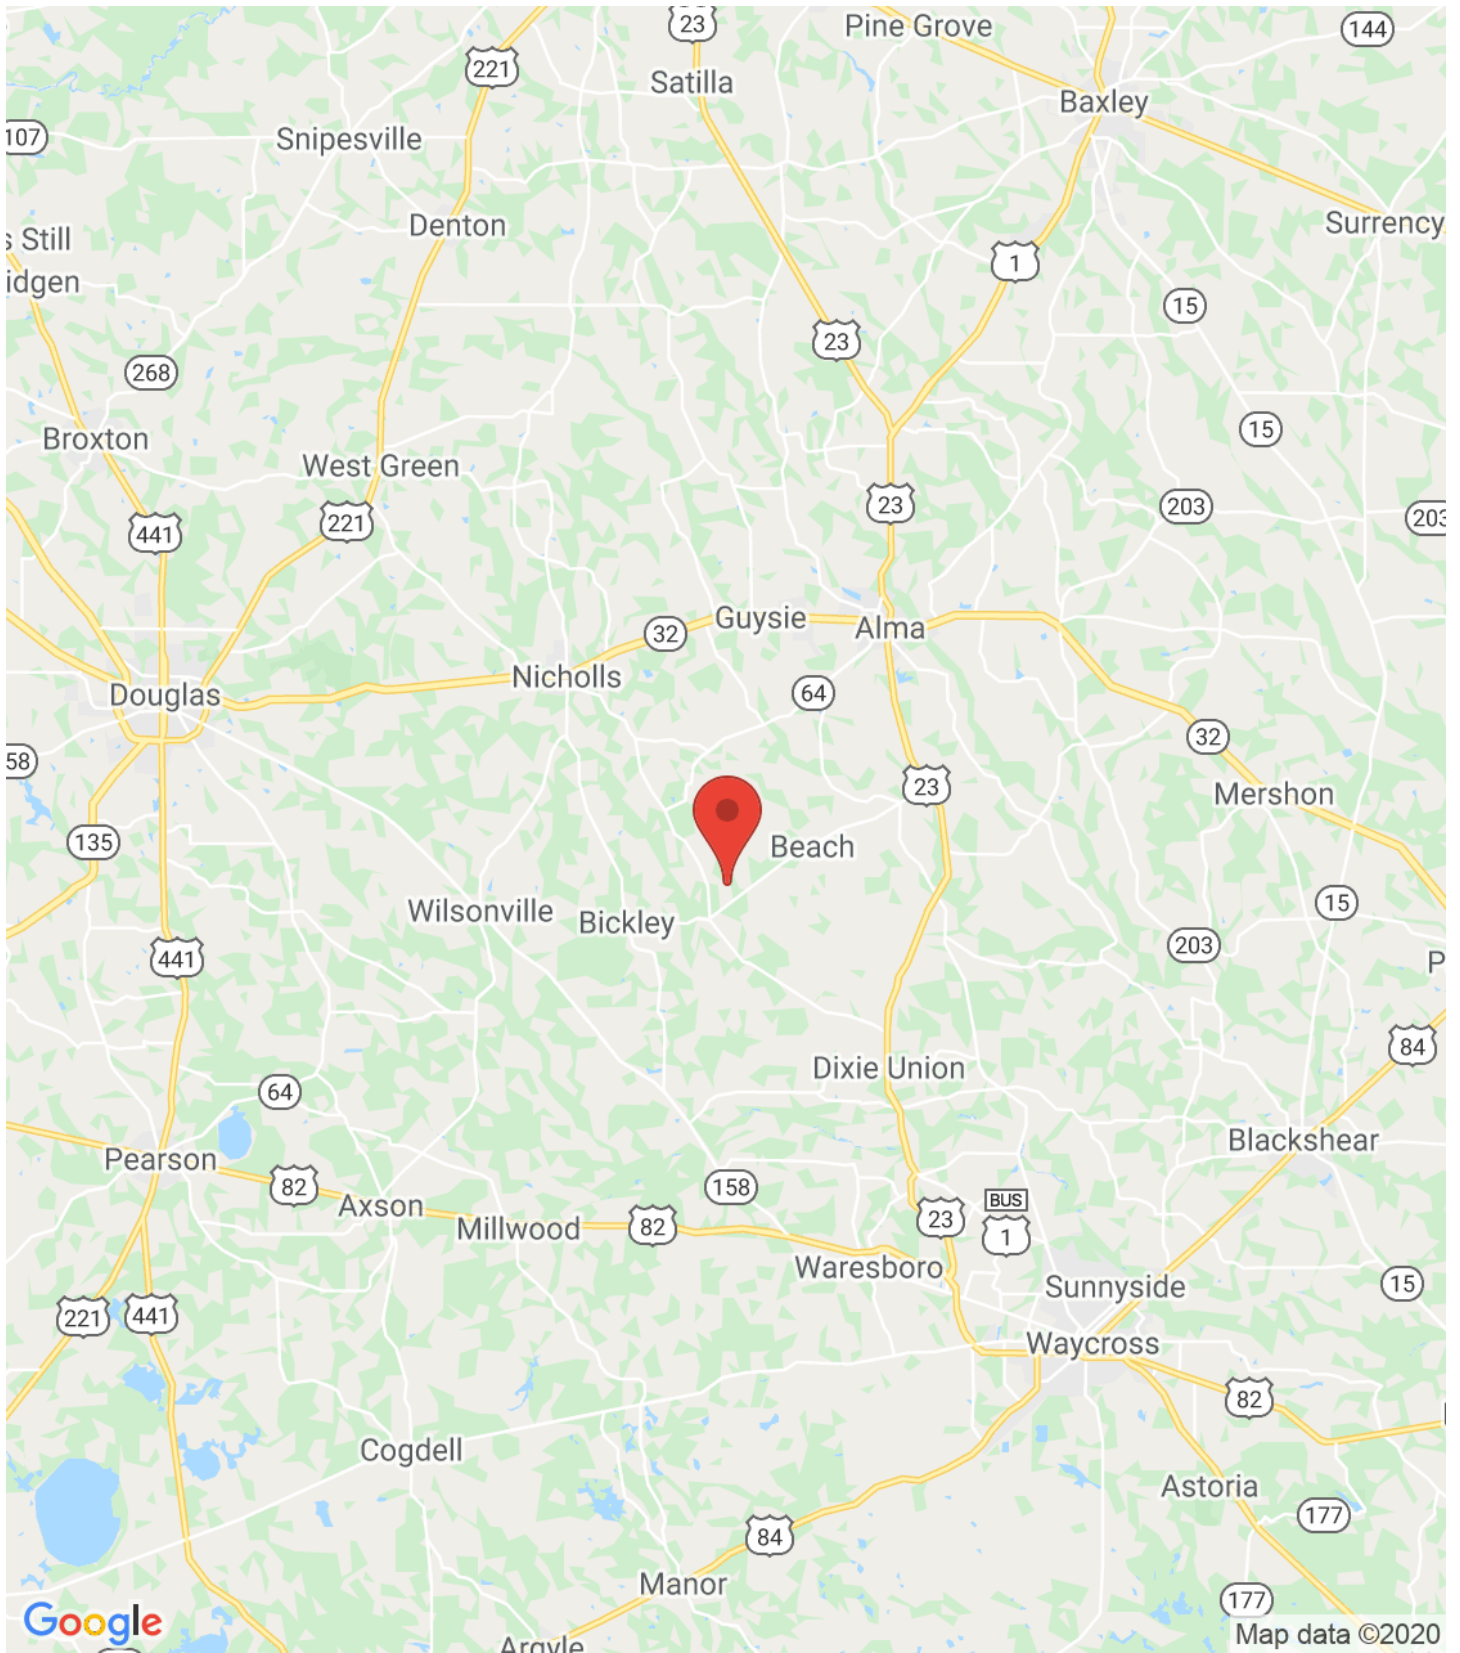 23
Pine Grove
144
221
Satilla
Baxley
107
Snipesville
Denton
Surrency
s Still
1
idgen
15
23
268
15
Broxton
West Green
23
203
203
221
441
Guysie
Alma
32
Nicholls
64
Douglas
32
58
23
Mershon
135
Beach
15
Wilsonville
Bickley
203
441
P
84
Dixie Union
64
Blackshear
Pearson
82
158
BUS
Axson
23
Millwood
82
1
Waresboro
Sunnyside
15
221
441
Waycross
82
Cogdell
Astoria
177
84
Manor
177
Google
Argyle
Map data ©2020